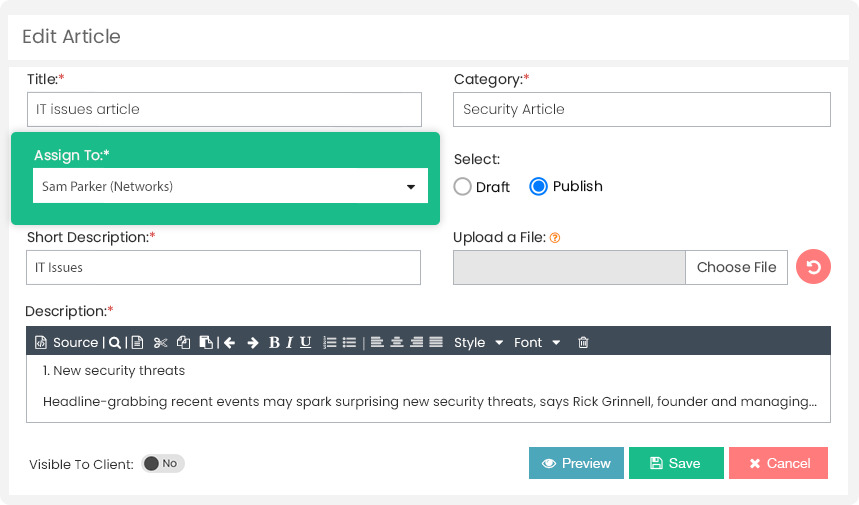 Edit Article
Title:*
Category:*
IT issues article
Security Article
Assign To:*
Sam Parker (Networks)
Select:
Draft
Publish
Short Description:*
Upload a File:
IT Issues
Choose File
Description:*
Source B I U Style Font
1. New security threats
Headline-grabbing recent events may spark surprising new security threats, says Rick Grinnell, founder and managing...
Visible To Client: No
Preview
Save
Cancel